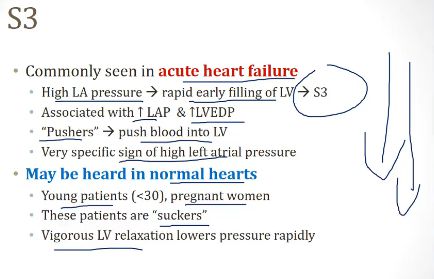 S3
• Commonly seen in acute heart failure
• High LA pressure → rapid early filling of LV → S3
• Associated with ↑ LAP & ↑LVEDP
• "Pushers" → push blood into LV
• Very specific sign of high left atrial pressure
• May be heard in normal hearts
• Young patients (<30), pregnant women
• These patients are "suckers"
• Vigorous LV relaxation lowers pressure rapidly